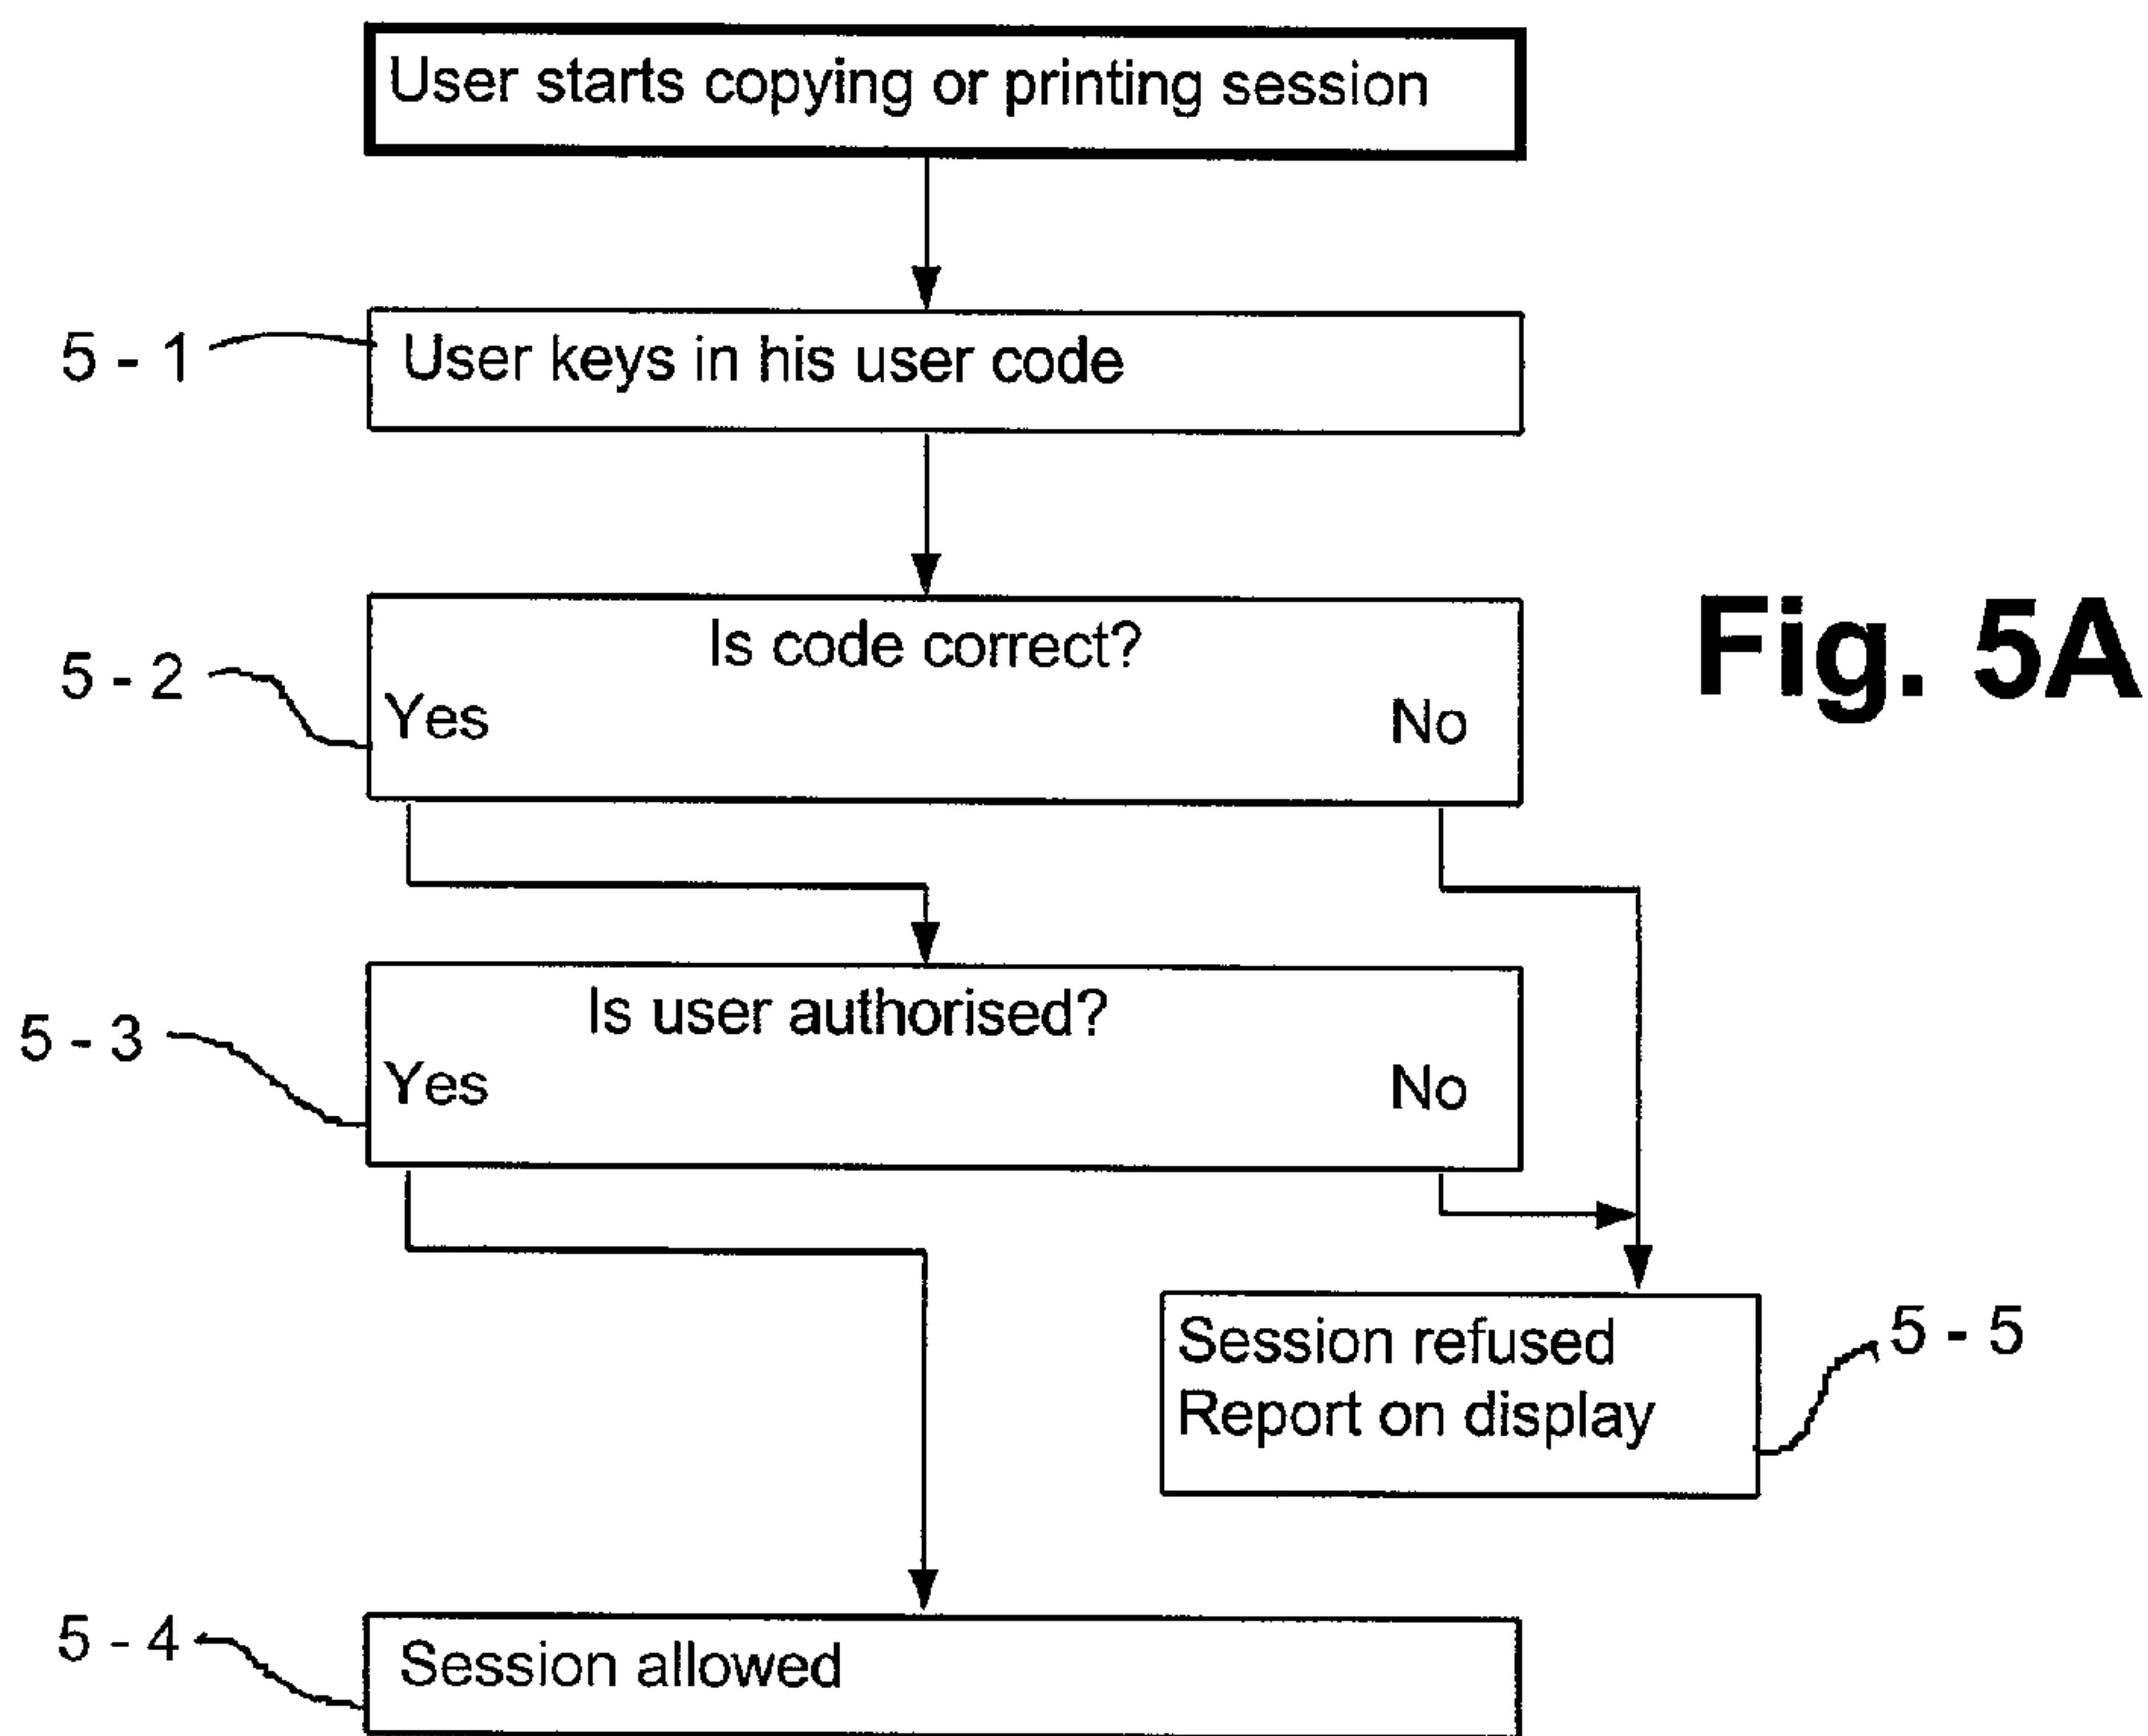 User starts copying or printing session
5 - 1
User keys in his user code
Is code correct?
5 - 2
Yes
No
Fig. 5A
Is user authorised?
5 - 3
Yes
No
Session refused
Report on display
5 - 5
5 - 4
Session allowed